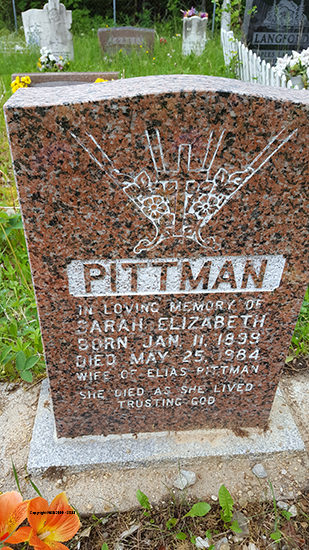 LANGFO
PITTMAN
IN LOVING MEMORY OF
SARAH ELIZABETH
BORN JAN. 11, 1899
DIED MAY 25, 1984
WIFE OF ELIAS PITTMAN
SHE DIED AS SHE LIVED
TRUSTING GOD